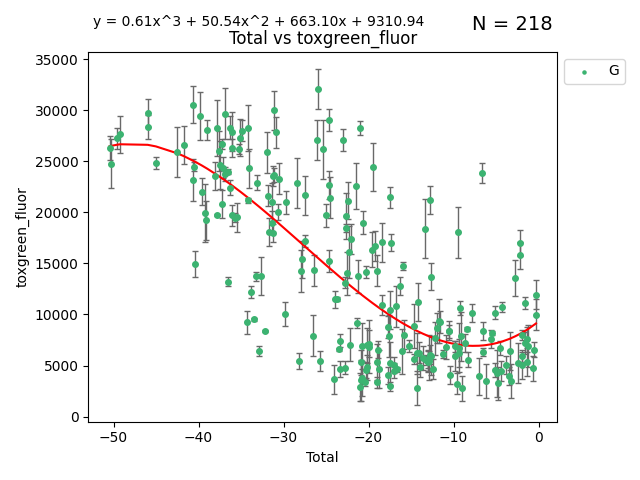 y = 0.61x^3 + 50.54x^2 + 663.10x + 9310.94
N = 218
Total vs toxgreen_fluor
G
35000
30000
25000
20000
15000
10000
5000
0
toxgreen_fluor
−50 −40 −30 −20 −10 0
Total